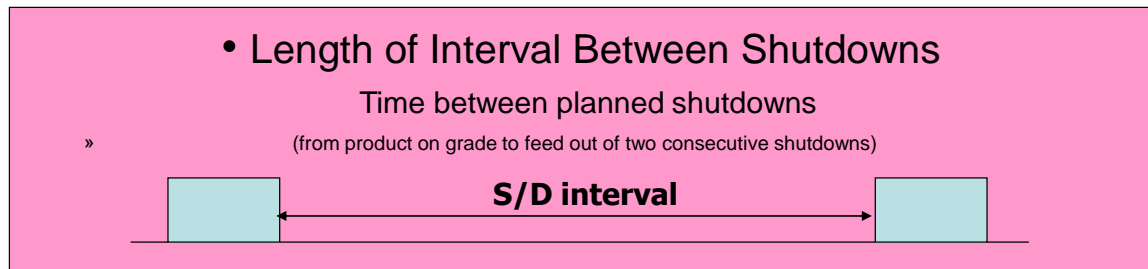 • Length of Interval Between Shutdowns
Time between planned shutdowns
» (from product on grade to feed out of two consecutive shutdowns)
S/D interval